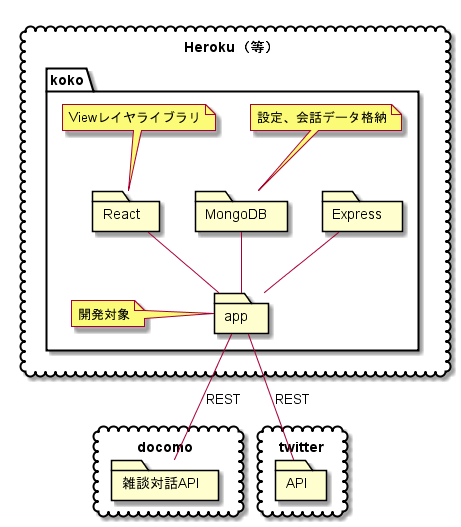 Heroku（等）
koko
Viewレイヤライブラリ
設定、会話データ格納
React
MongoDB
Express
開発対象
app
REST
REST
docomo
twitter
雑談対話API
API